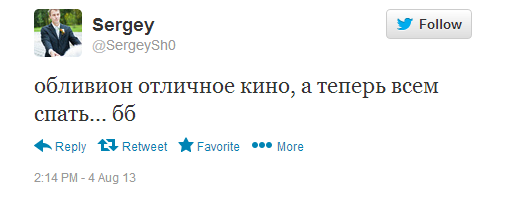 Sergey
@SergeySh0
Follow
обливион отличное кино, а теперь всем
спать... бб
Reply Retweet Favorite More
2:14 PM - 4 Aug 13